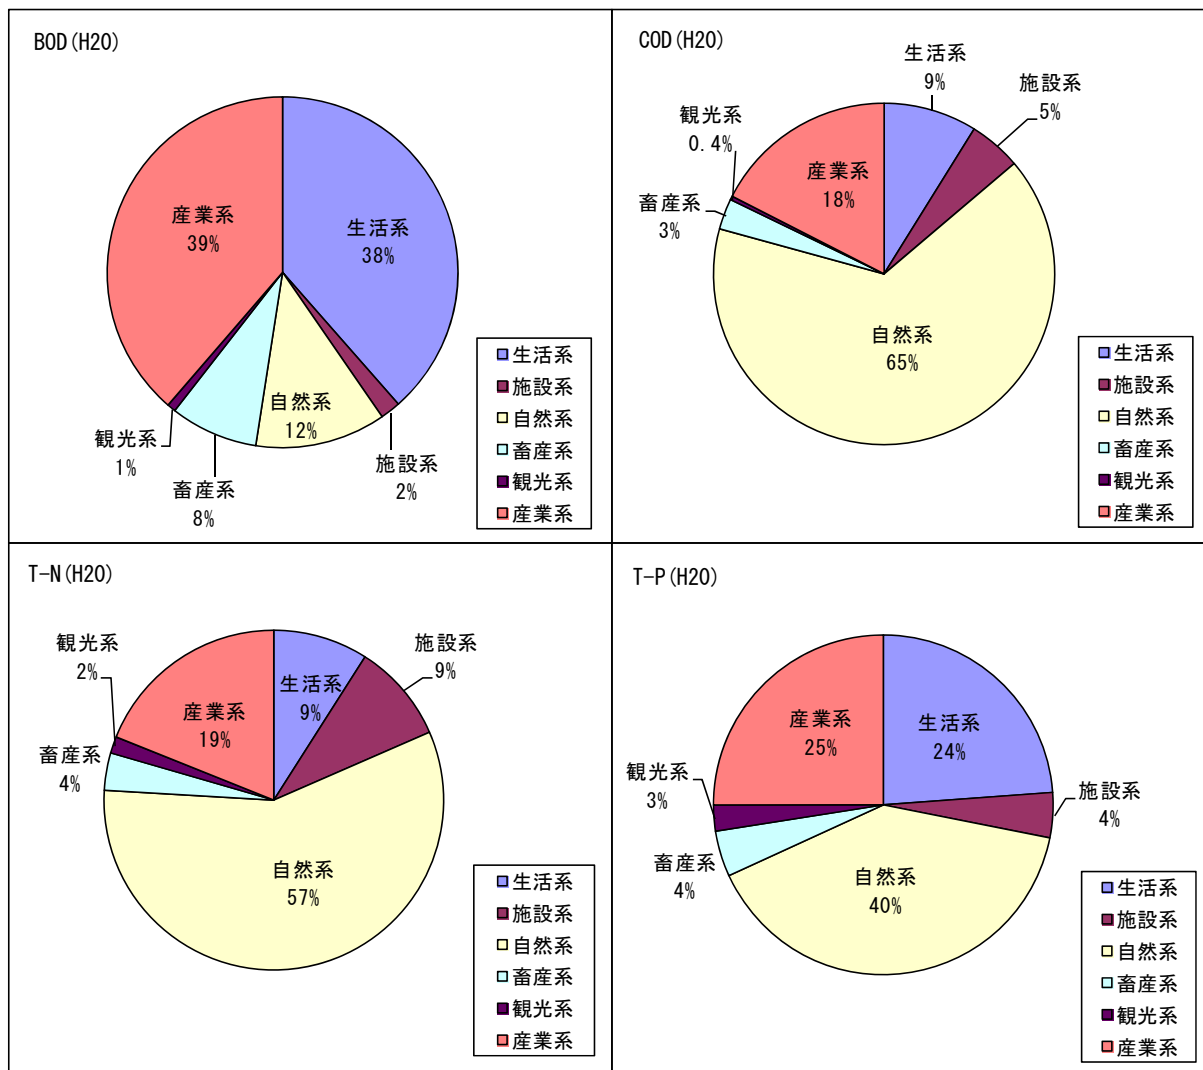 BOD(H20)
産業系
39%
生活系
38%
自然系
12%
観光系
1%
施設系
2%
畜産系
8%
生活系
施設系
自然系
畜産系
観光系
産業系
COD(H20)
生活系
9%
施設系
5%
観光系
0.4%
産業系
18%
畜産系
3%
自然系
65%
生活系
施設系
自然系
畜産系
観光系
産業系
T-N(H20)
観光系
2%
施設系
9%
生活系
9%
産業系
19%
畜産系
4%
自然系
57%
生活系
施設系
自然系
畜産系
観光系
産業系
T-P(H20)
産業系
25%
生活系
24%
観光系
3%
施設系
4%
畜産系
4%
自然系
40%
生活系
施設系
自然系
畜産系
観光系
産業系